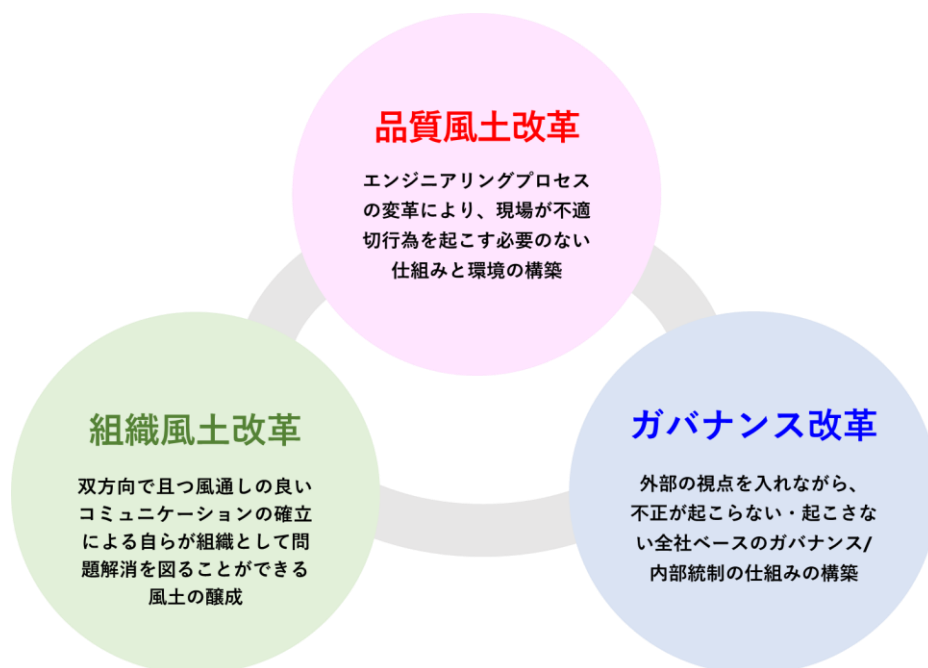 品質風土改革
エンジニアリングプロセス
の変革により、現場が不適
切行為を起こす必要のない
仕組みと環境の構築
組織風土改革
双方向で且つ風通しの良い
コミュニケーションの確立
による自らが組織として問
題解消を図ることができる
風土の醸成
ガバナンス改革
外部の視点を入れながら、
不正が起こらない・起こさな
い全社ベースのガバナンス/
内部統制の仕組みの構築